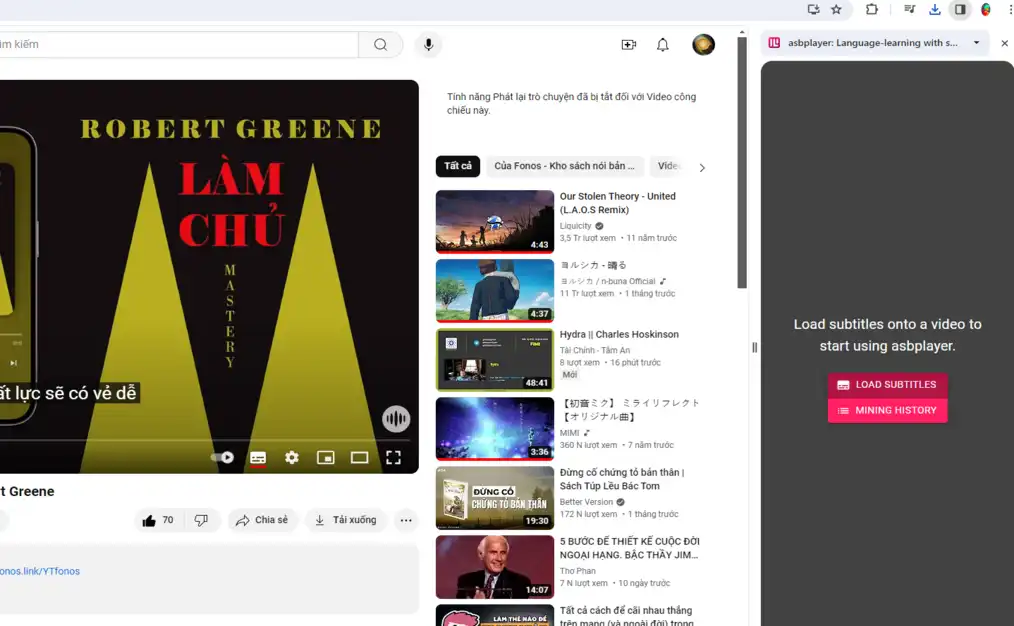 ìm kiếm
asbplayer: Language-learning with s...
ROBERT GREENE
LÀM
CHỦ
MASTERY
ất lực sẽ có vẻ dễ
t Greene
70
Chia sẻ
Tải xuống
onos.link/YTfonos
Tính năng Phát lại trò chuyện đã bị tắt đối với Video công
chiếu này.
Tất cả
Của Fonos - Kho sách nói bản ...
Vide
Our Stolen Theory - United
(L.A.O.S Remix)
Liquicity
3,5 Tr lượt xem • 11 năm trước
4:43
ヨルシカ - 晴る
ヨルシカ / n-buna Official
11 Tr lượt xem • 1 tháng trước
4:37
Hydra || Charles Hoskinson
Tài Chính - Tâm An
8 lượt xem • 16 phút trước
Mới
48:41
【初音ミク】 ミライリフレクト
【オリジナル曲】
MIMI
360 N lượt xem • 7 năm trước
3:36
Đừng cố chứng tỏ bản thân |
Sách Túp Lều Bác Tom
Better Version
172 N lượt xem • 1 tháng trước
ĐỪNG CỐ
CHỨNG TỎ BẢN THÂN
19:30
5 BƯỚC ĐỂ THIẾT KẾ CUỘC ĐỜI
NGOẠI HẠNG. BẬC THẦY JIM...
Thơ Phan
7 N lượt xem • 10 ngày trước
14:07
Tất cả cách để cãi nhau thắng
trên mạng (và ngoài đời) trong
LÀM THẾ NÀO ĐỂ
Load subtitles onto a video to
start using asbplayer.
LOAD SUBTITLES
MINING HISTORY